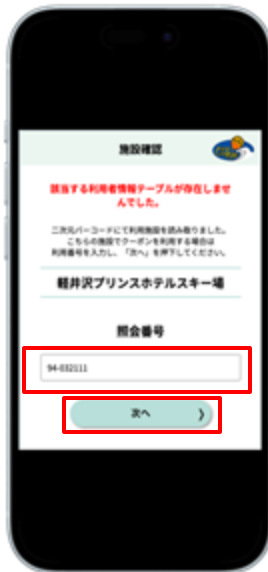 施設確認
該当する利用者情報テーブルが存在しませ
んでした。
二次元バーコードにて利用施設を読み取りました。
こちらの施設でクーポンを利用する場合は
利用番号を入力し、「次へ」を押下してください。
軽井沢プリンスホテルスキー場
照会番号
94-032111
次へ 》